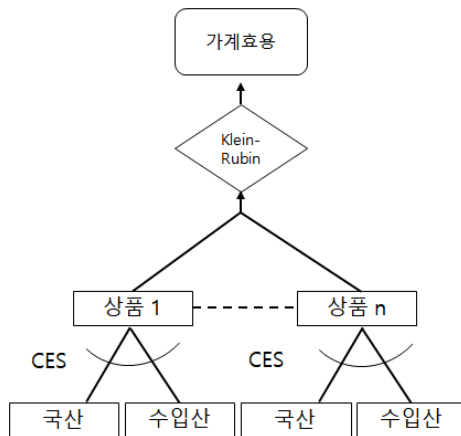 가계효용
Klein-
Rubin
상품 1
상품 n
CES
CES
국산
수입산
국산
수입산